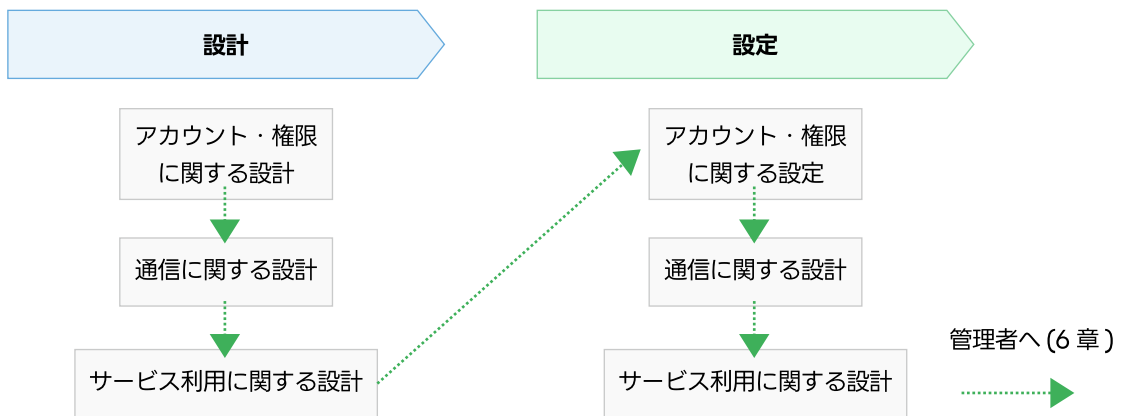 設計
アカウント・権限
に関する設計
通信に関する設計
サービス利用に関する設計
設定
アカウント・権限
に関する設定
通信に関する設計
サービス利用に関する設計
管理者へ (6 章 )